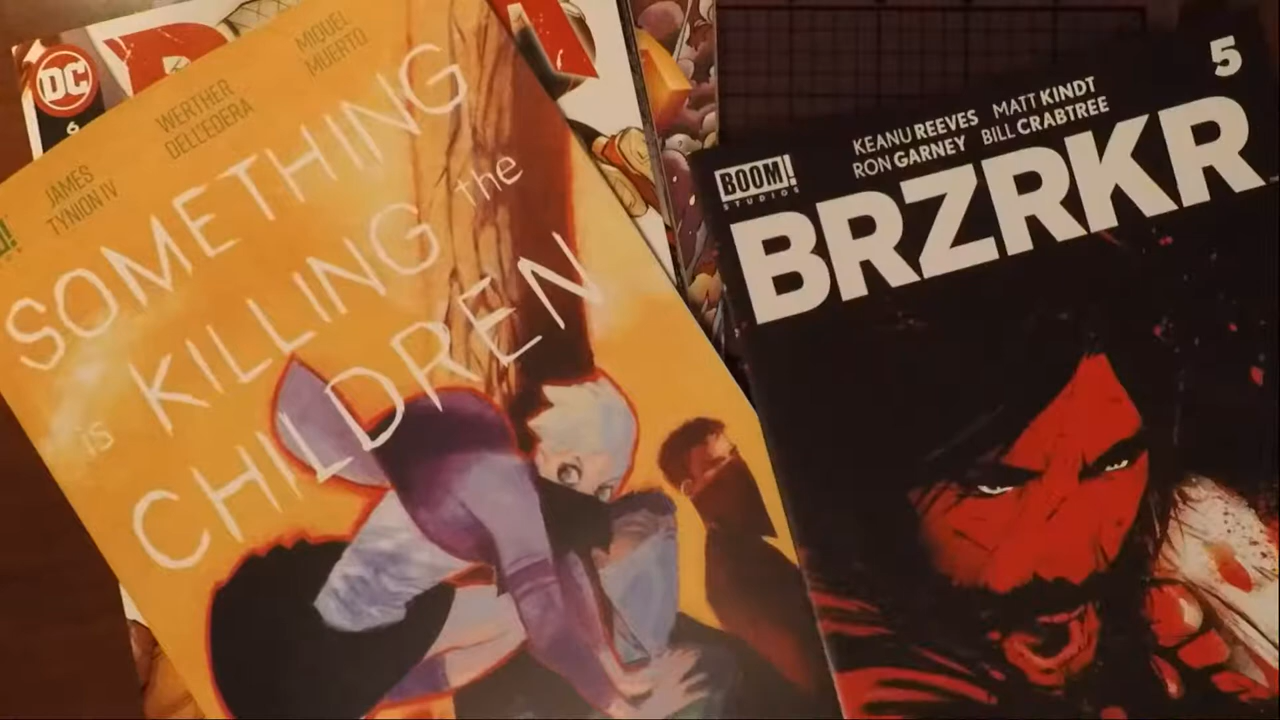 DC
6
JAMES
TYNION IV
WERTHER
DELL'EDERA
MIQUEL
MUERTO
SOMETHING
is KILLING the
CHILDREN
5
KEANU REEVES MATT KINDT
RON GARNEY BILL CRABTREE
BOOM!
STUDIOS
BRZRKR